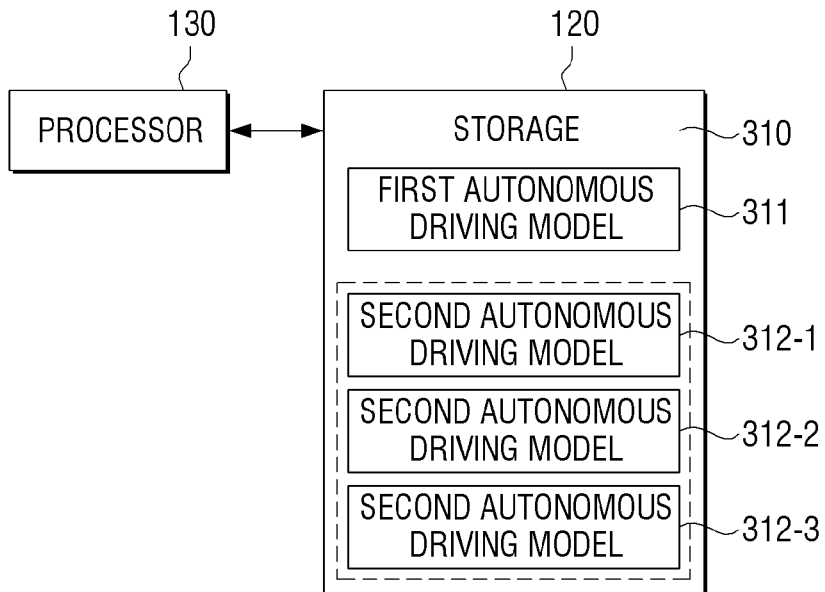 130
120
PROCESSOR
STORAGE
310
FIRST AUTONOMOUS
DRIVING MODEL
311
SECOND AUTONOMOUS
DRIVING MODEL
312-1
SECOND AUTONOMOUS
DRIVING MODEL
312-2
SECOND AUTONOMOUS
DRIVING MODEL
312-3